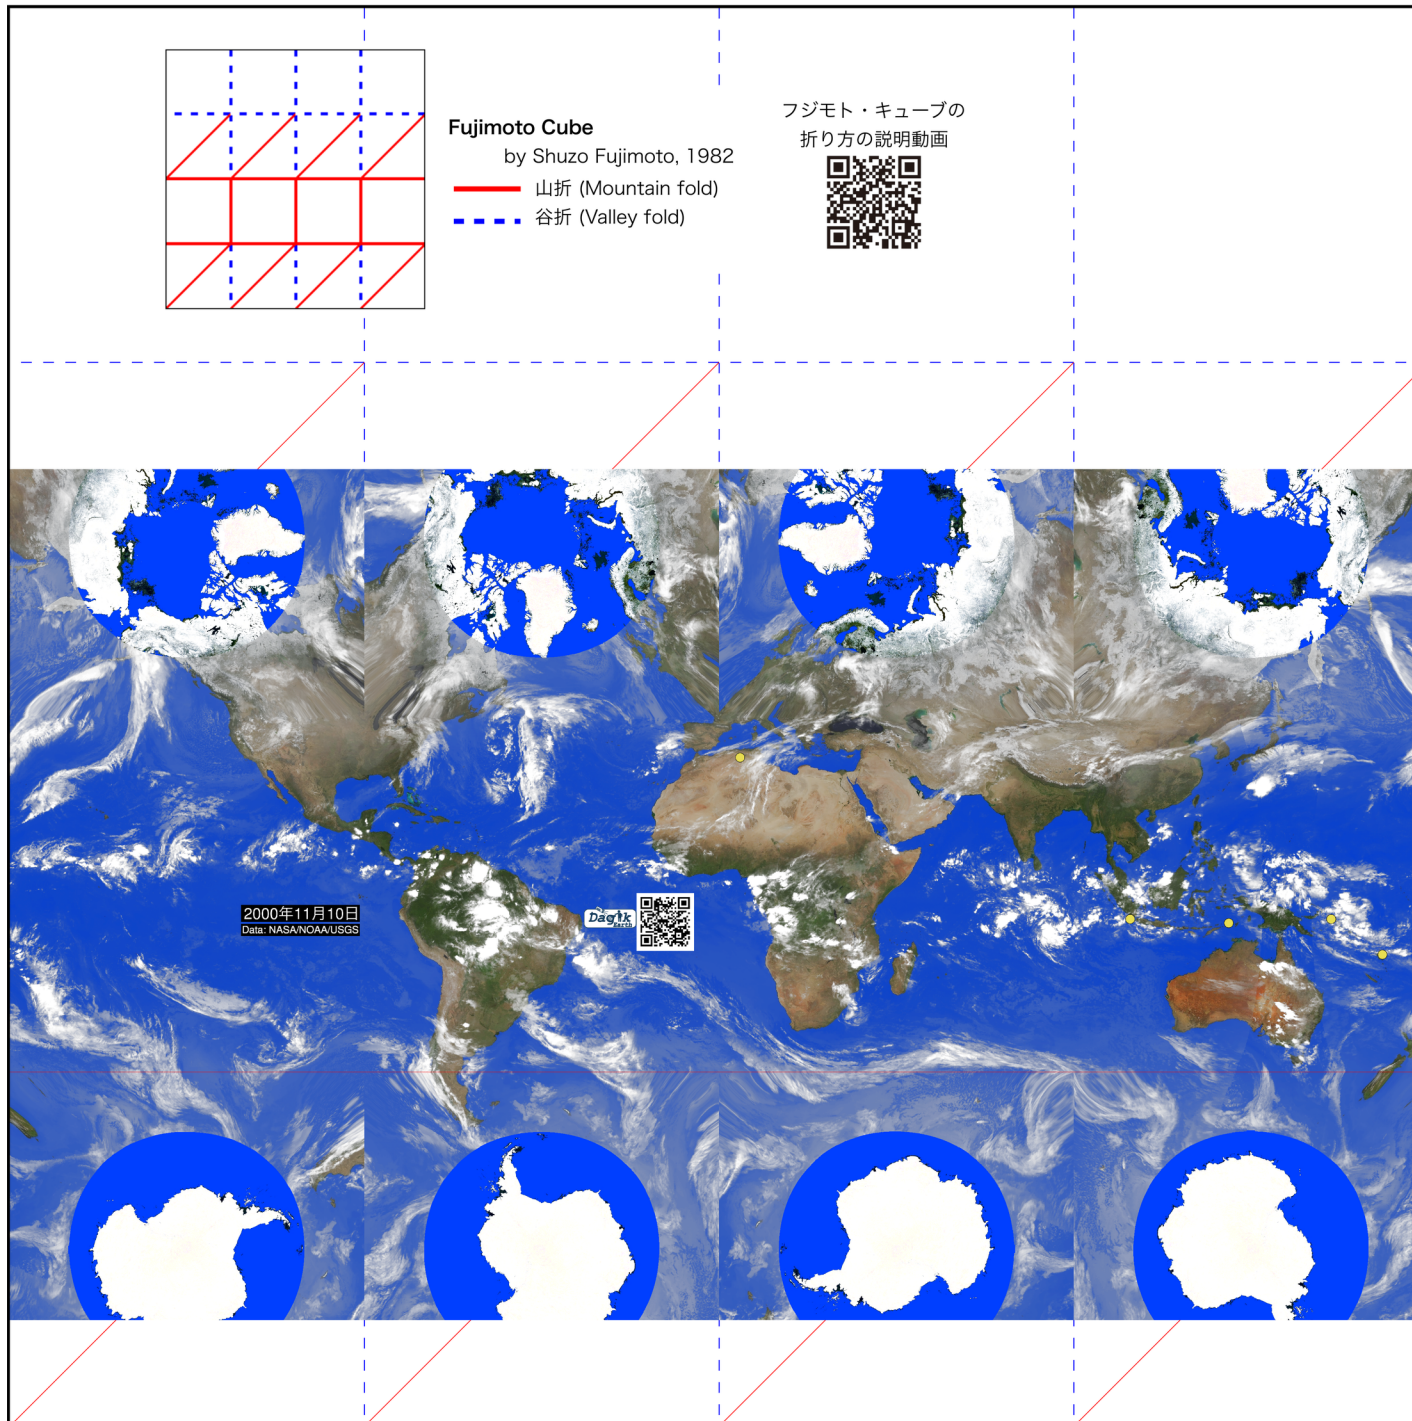 Fujimoto Cube
by Shuzo Fujimoto, 1982
山折 (Mountain fold)
谷折 (Valley fold)
フジモト・キューブの
折り方の説明動画
2000年11月10日
Data: NASA/NOAA/USGS
Dagik
Earth